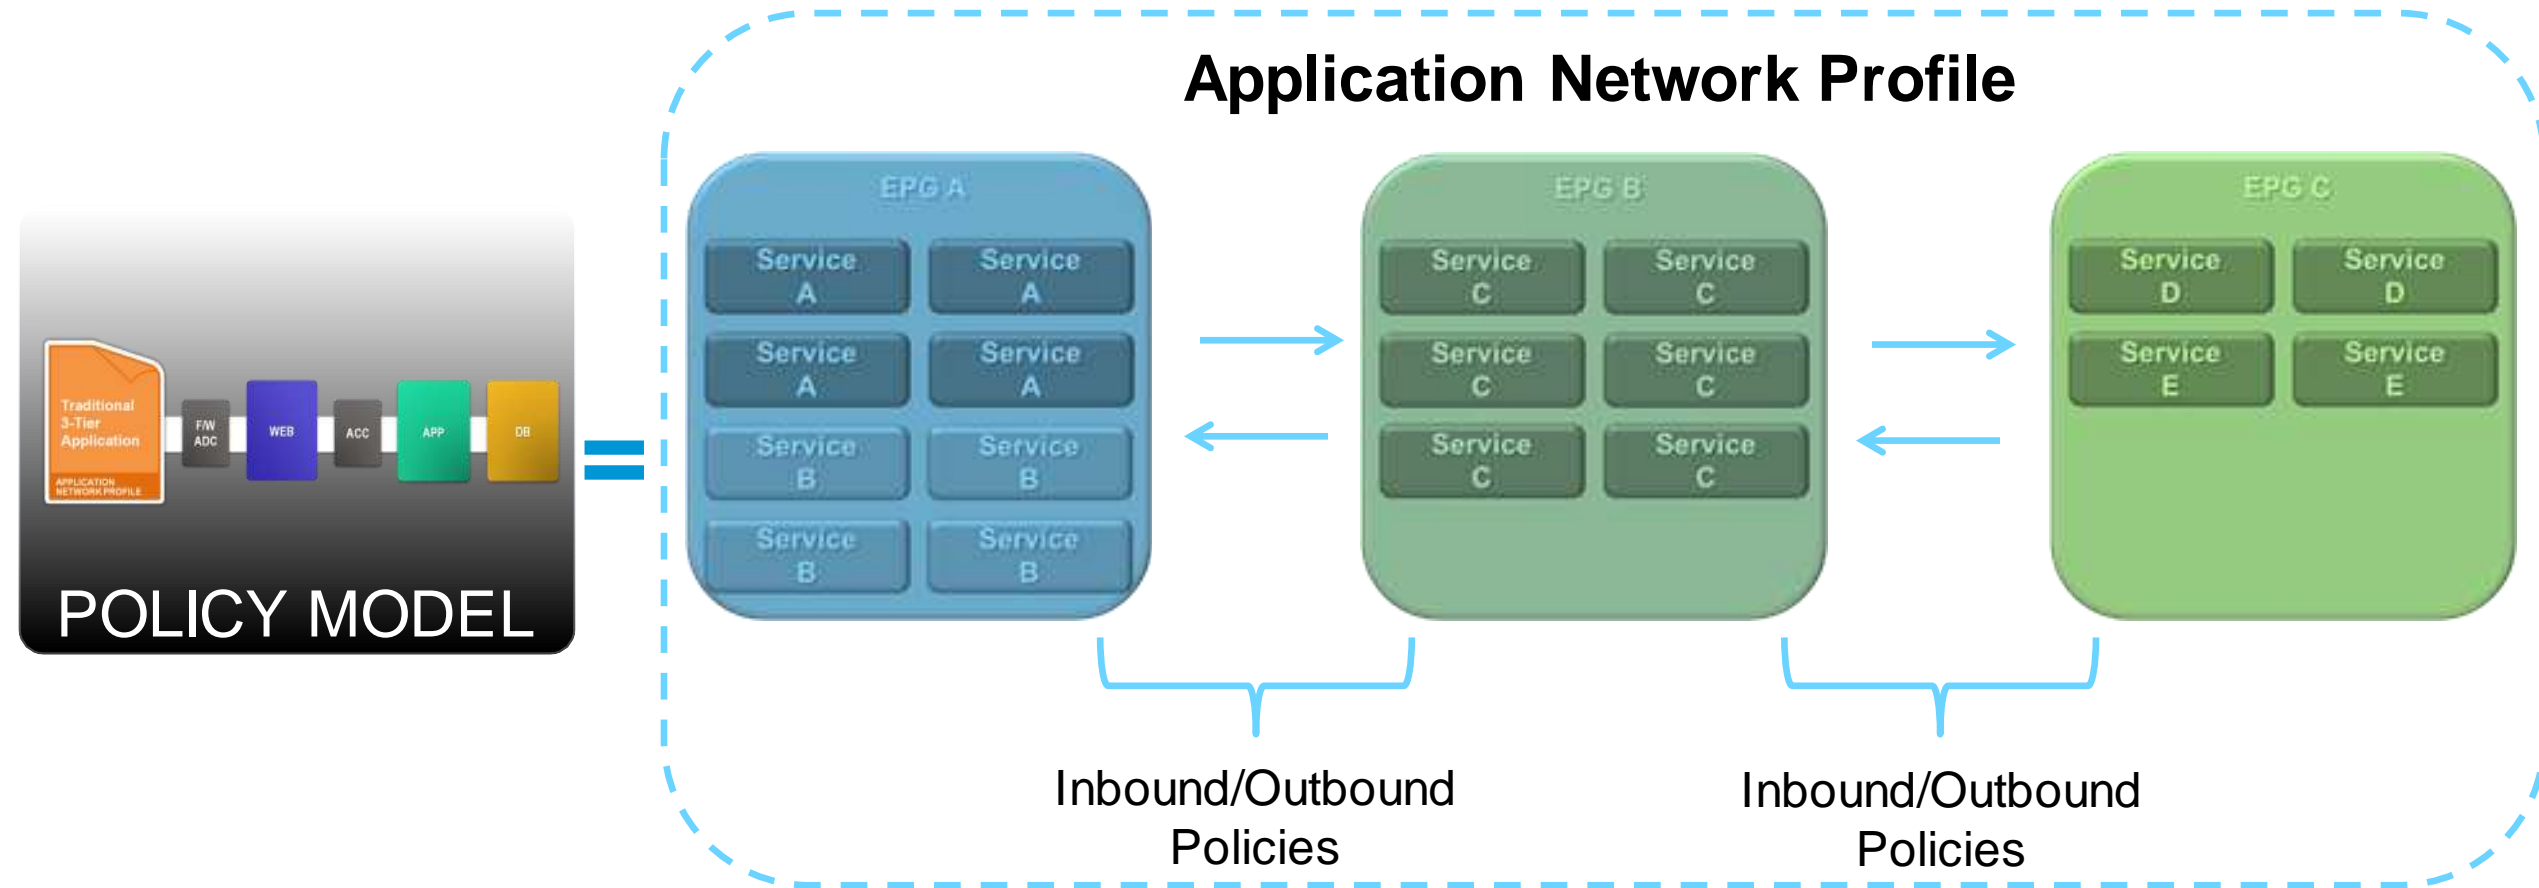 Application Network Profile
Traditional
3-Tier
Application
APPLICATION
NETWORK PROFILE
F/W
ADC
WEB
ACC
APP
DB
POLICY MODEL
EPG A
Service
A
Service
A
Service
A
Service
A
Service
B
Service
B
Service
B
Service
B
EPG B
Service
C
Service
C
Service
C
Service
C
Service
C
Service
C
EPG C
Service
D
Service
D
Service
E
Service
E
Inbound/Outbound
Policies
Inbound/Outbound
Policies